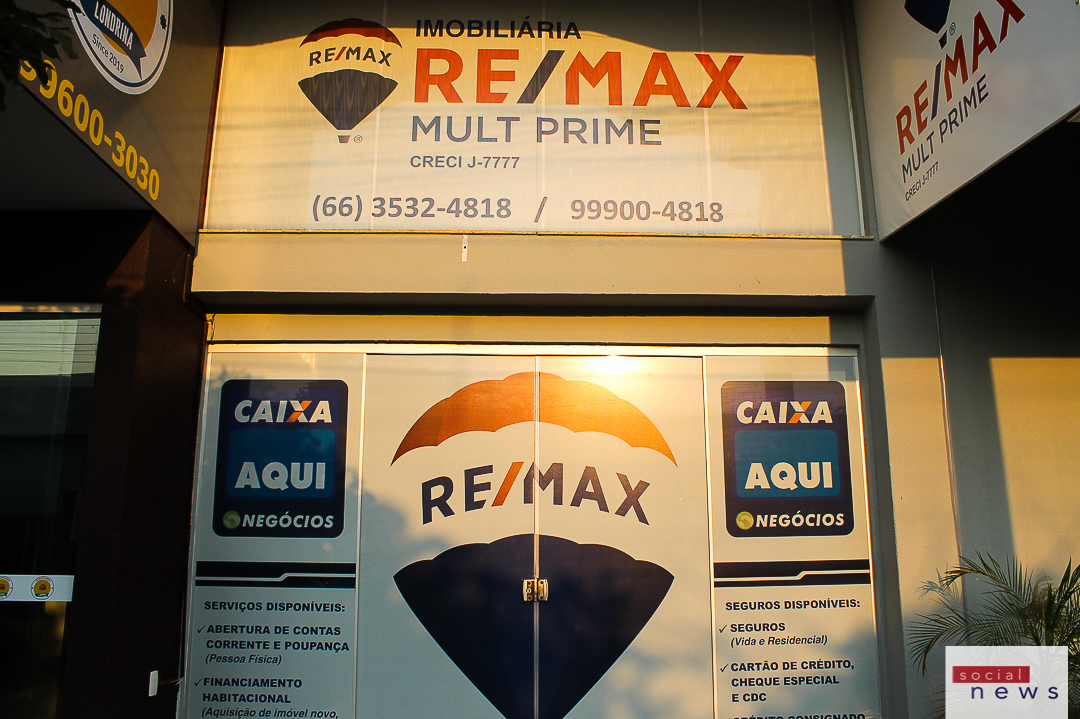 LONDRINA
Since 2019
99600-3030
RE/MAX
IMOBILIÁRIA
RE/MAX
MULT PRIME
CRECI J-7777
(66) 3532-4818 / 99900-4818
RE/MAX
MULT PRIME
CRECI J-7777
CAIXA
AQUI
NEGÓCIOS
SERVIÇOS DISPONÍVEIS:
✓ ABERTURA DE CONTAS
CORRENTE E POUPANÇA
(Pessoa Física)
✓ FINANCIAMENTO
HABITACIONAL
(Aquisição de imóvel novo,
RE/MAX
CAIXA
AQUI
NEGÓCIOS
SEGUROS DISPONÍVEIS:
✓ SEGUROS
(Vida e Residencial)
✓ CARTÃO DE CRÉDITO,
CHEQUE ESPECIAL
E CDC
CRÉDITO CONSIGNADO
social
news